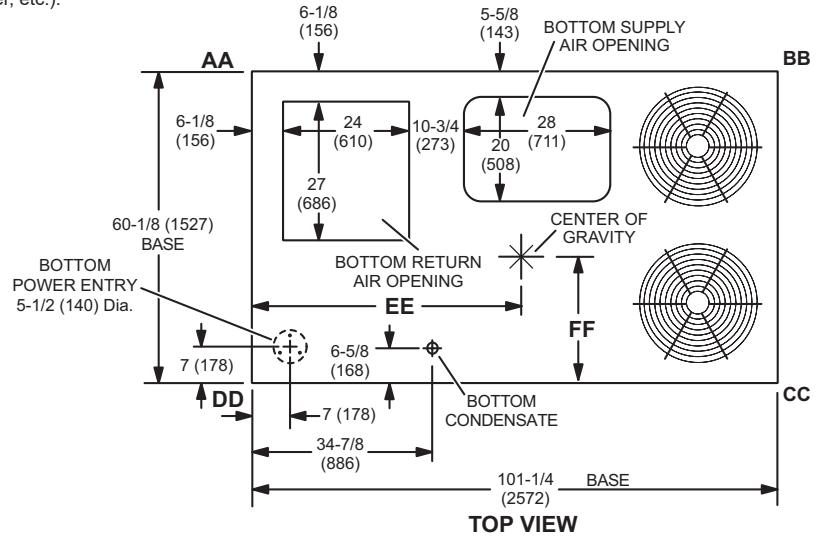 er, etc.).
6-1/8
(156)
5-5/8
(143)
BOTTOM SUPPLY
AIR OPENING
AA
BB
6-1/8
(156)
24
(610)
10-3/4
(273)
28
(711)
20
(508)
27
(686)
60-1/8 (1527)
BASE
CENTER OF
GRAVITY
BOTTOM
POWER ENTRY
5-1/2 (140) Dia.
BOTTOM RETURN
AIR OPENING
EE
FF
7 (178)
6-5/8
(168)
DD
CC
7 (178)
BOTTOM
CONDENSATE
34-7/8
(886)
101-1/4
(2572)
BASE
TOP VIEW